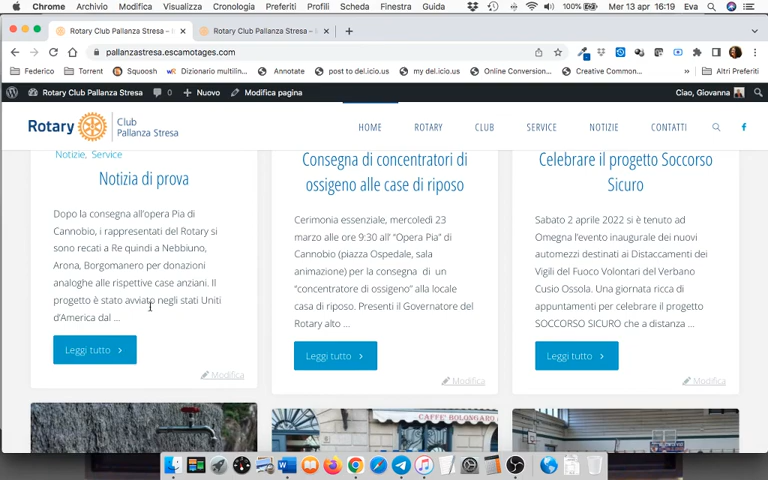 Chrome Archivio Modifica Visualizza Cronologia Preferiti Profili Scheda Finestra Guida 100% Mer 13 apr 16:19 Eva
Rotary Club Pallanza Stresa – × Rotary Club Pallanza Stresa – × +
pallanzastresa.escamotages.com
Federico Torrent Squoosh Dizionario multilin... Annotate post to del.icio.us my del.icio.us Online Conversion... Creative Common... » Altri Preferiti
Rotary Club Pallanza Stresa 0 Nuovo Modifica pagina Ciao, Giovanna
Rotary Club Pallanza Stresa
HOME ROTARY CLUB SERVICE NOTIZIE CONTATTI
Notizie, Service
Notizia di prova
Dopo la consegna all'opera Pia di
Cannobio, i rappresentati del Rotary si
sono recati a Re quindi a Nebbiuno,
Arona, Borgomanero per donazioni
analoghe alle rispettive case anziani. Il
progetto è stato avviato negli stati Uniti
d'America dal ...
Leggi tutto
Modifica
Consegna di concentratori di
ossigeno alle case di riposo
Cerimonia essenziale, mercoledì 23
marzo alle ore 9:30 all' "Opera Pia" di
Cannobio (piazza Ospedale, sala
animazione) per la consegna di un
"concentratore di ossigeno" alla locale
casa di riposo. Presenti il Governatore del
Rotary alto ...
Leggi tutto
Modifica
Celebrare il progetto Soccorso
Sicuro
Sabato 2 aprile 2022 si è tenuto ad
Omegna l'evento inaugurale dei nuovi
automezzi destinati ai Distaccamenti dei
Vigili del Fuoco Volontari del Verbano
Cusio Ossola. Una giornata ricca di
appuntamenti per celebrare il progetto
SOCCORSO SICURO che a distanza ...
Leggi tutto
Modifica
CAFFÈ BOLONGARO